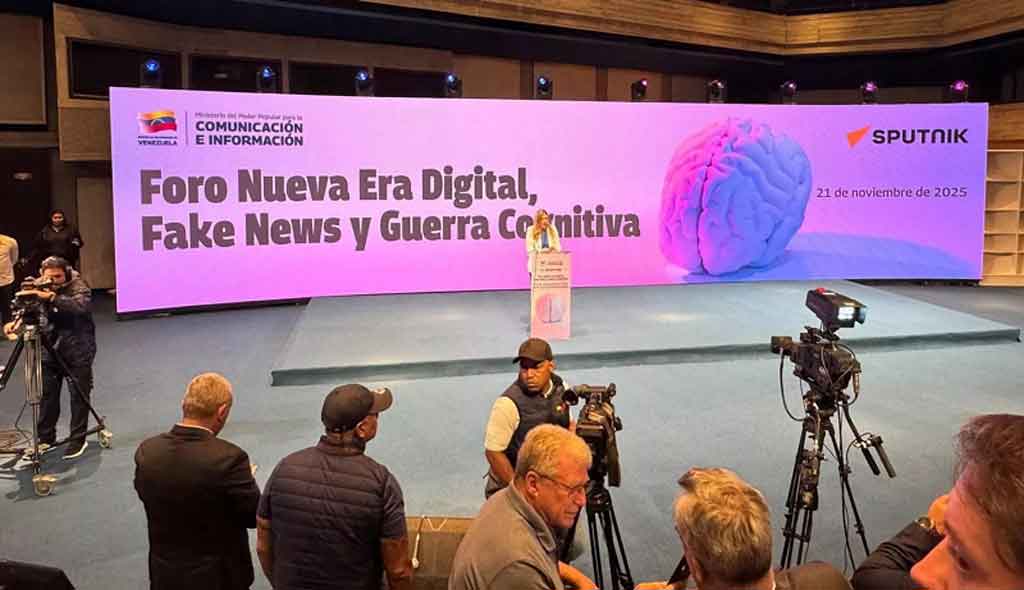 VENEZUELA
Ministerio del Poder Popular para la
COMUNICACIÓN
E INFORMACIÓN
SPUTNIK
Foro Nueva Era Digital,
Fake News y Guerra Cognitiva
21 de noviembre de 2025